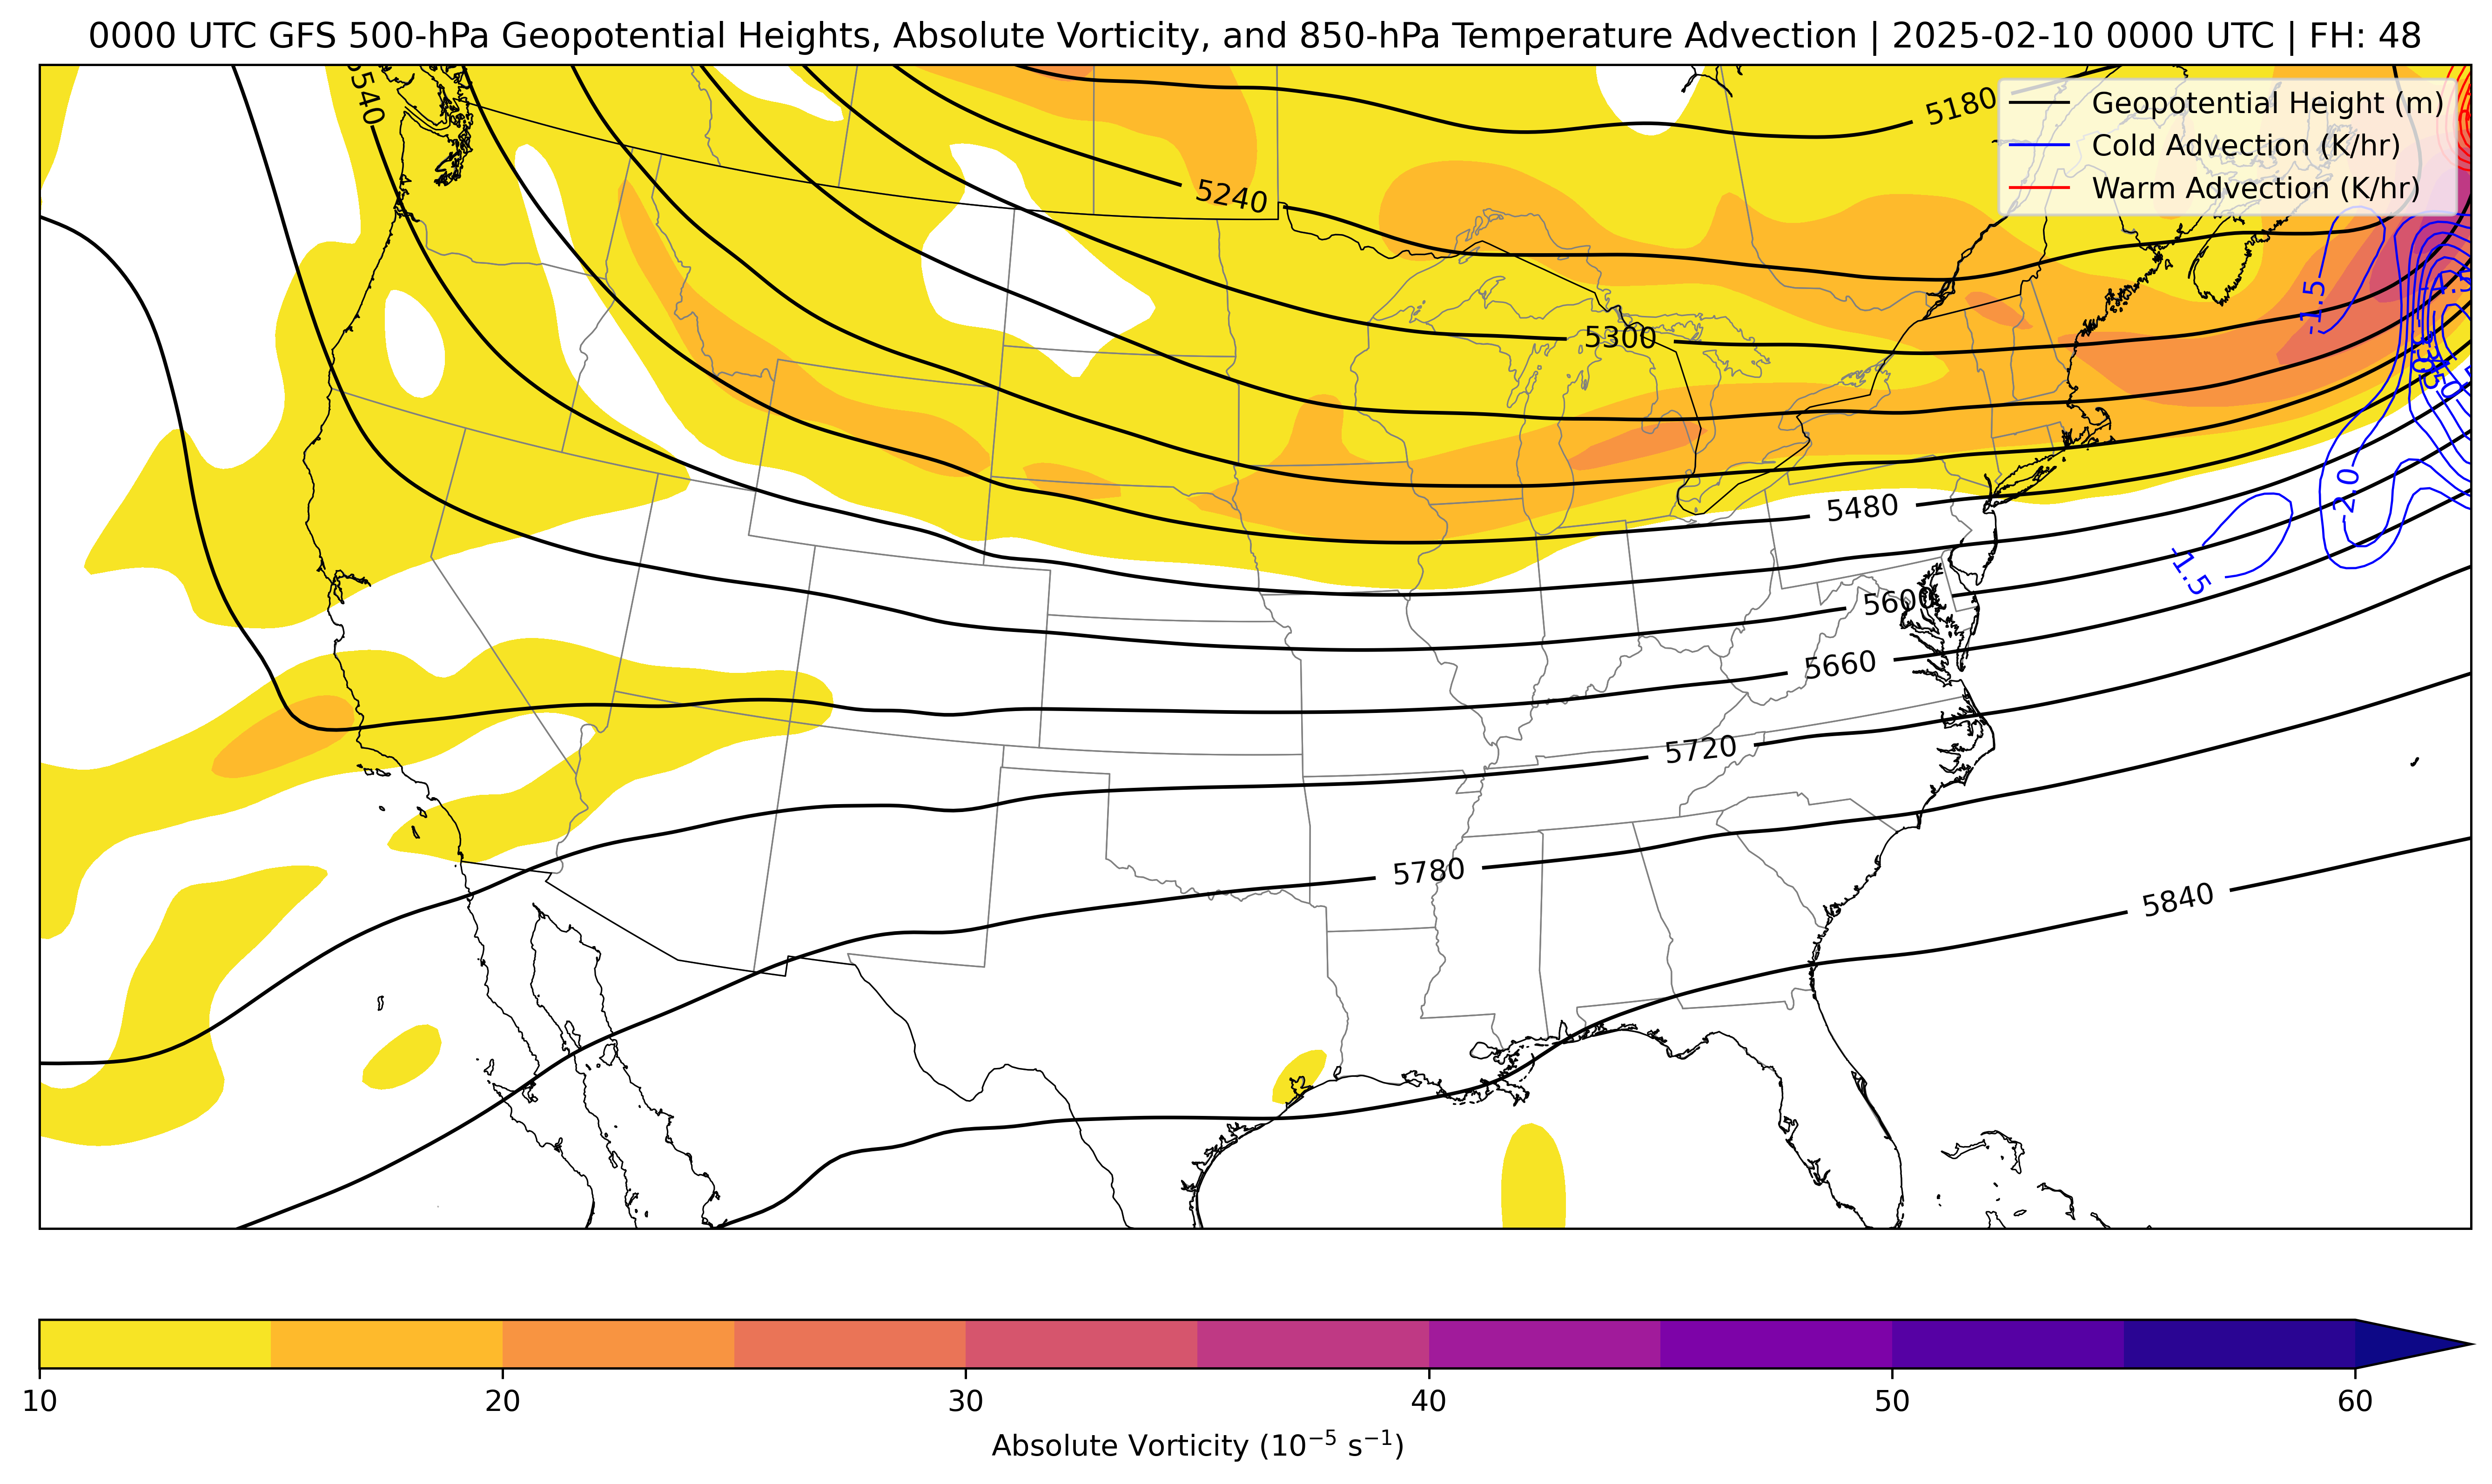 0000 UTC GFS 500-hPa Geopotential Heights, Absolute Vorticity, and 850-hPa Temperature Advection | 2025-02-10 0000 UTC | FH: 48
5540
5180
Geopotential Height (m)
Cold Advection (K/hr)
Warm Advection (K/hr)
5240
-1.5
5300
5480
-2.0
-1.5
5600
5660
5720
5780
5840
10 20 30 40 50 60
Absolute Vorticity (10⁻⁵ s⁻¹)